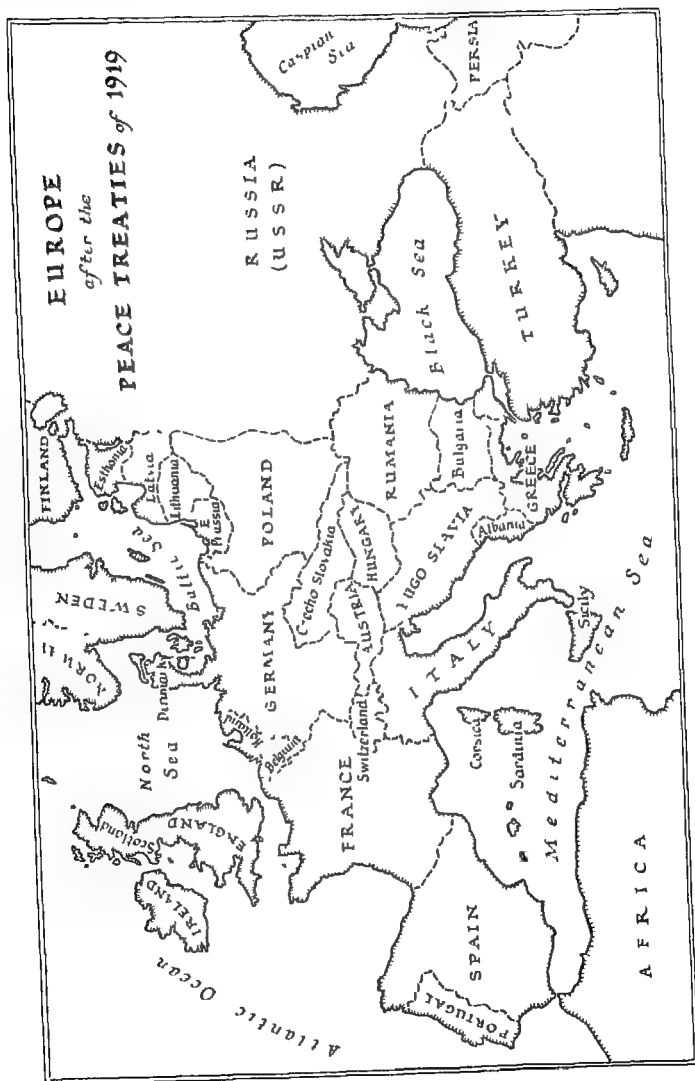 EUROPE
after the
PEACE TREATIES of 1919
Caspian
Sea
PERSIA
RUSSIA
(USSR)
Black Sea
TURKEY
FINLAND
Esthonia
Latvia
Lithuania
E
Prussia
POLAND
RUMANIA
Bulgaria
GREECE
Albania
IUGO SLAVIA
HUNGARY
AUSTRIA
Czecho Slovakia
GERMANY
Baltic Sea
SWEDEN
Denmark
North
Sea
Holland
Belgium
Switzerland
ITALY
Sicily
Corsica
Sardinia
Mediterranean Sea
FRANCE
Scotland
ENGLAND
IRELAND
Atlantic Ocean
SPAIN
PORTUGAL
AFRICA